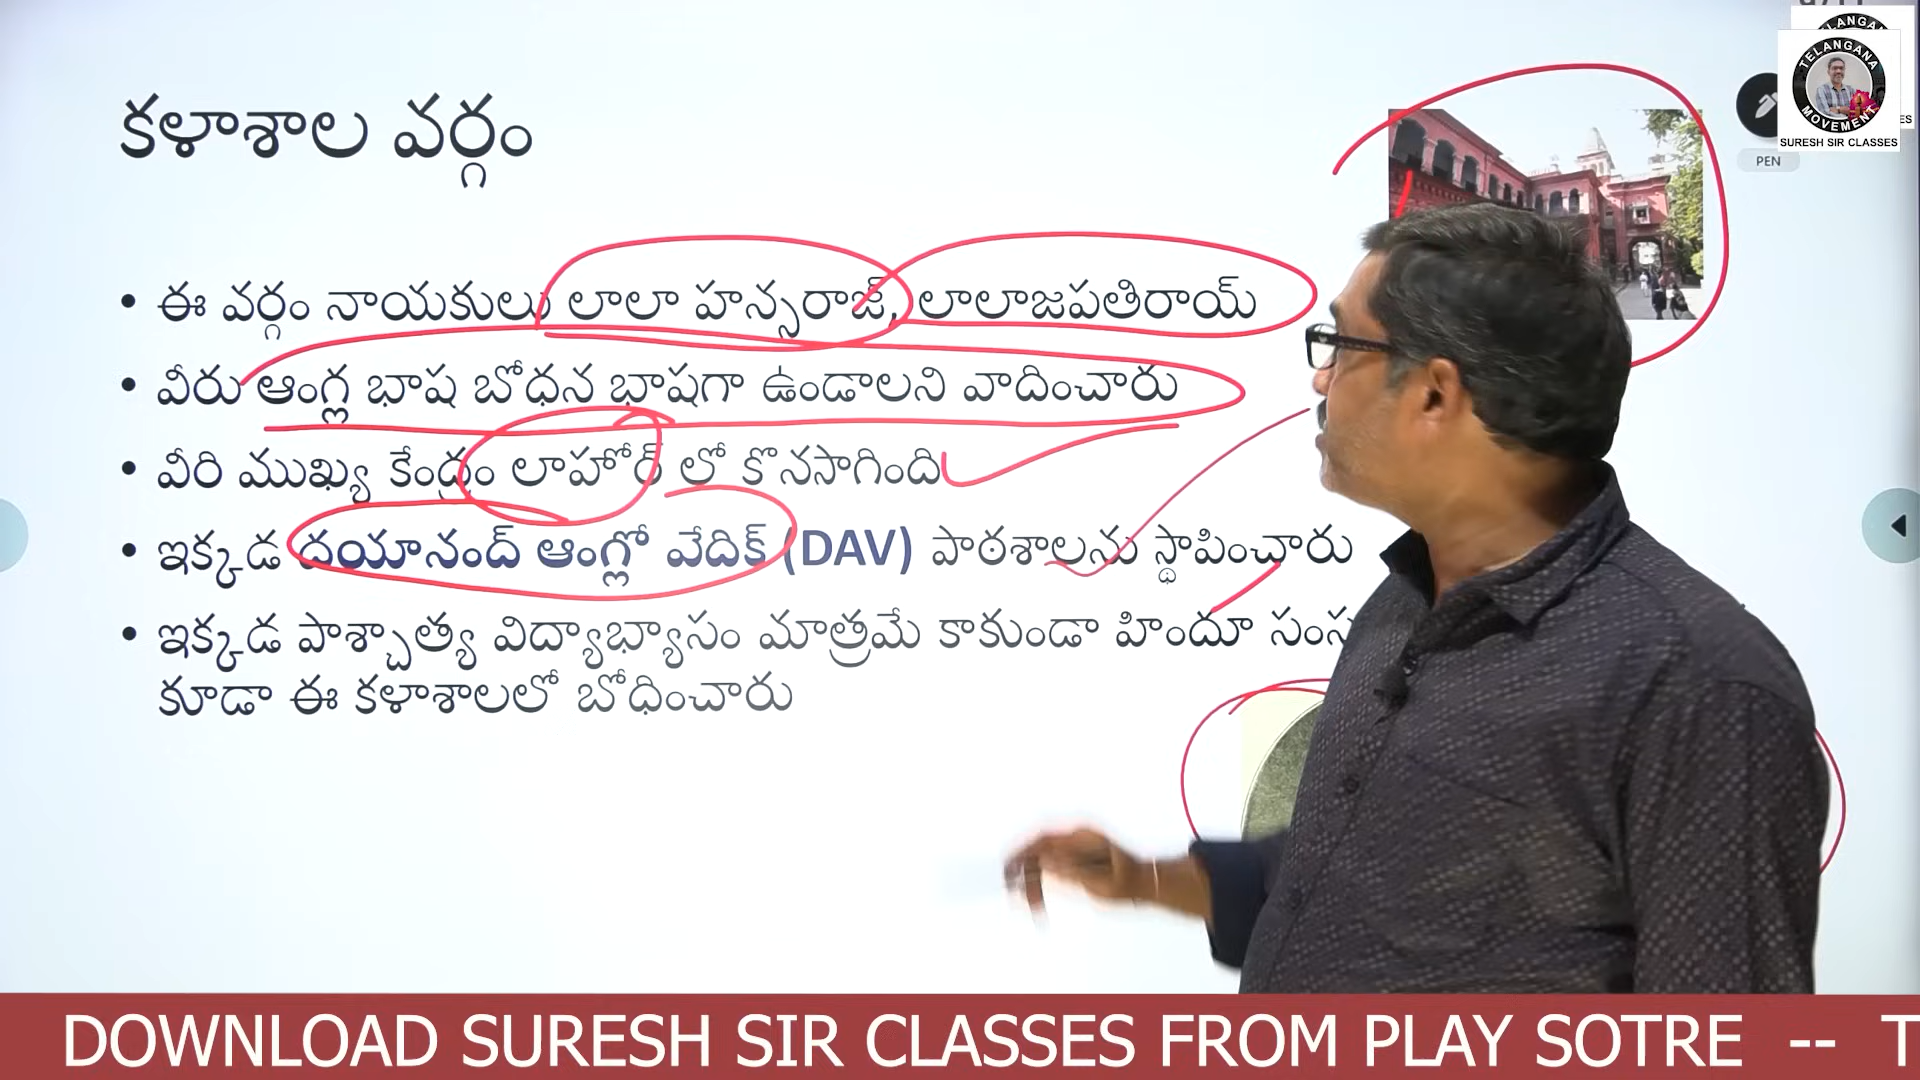 TELANGANA
MOVEMENT
SURESH SIR CLASSES
PEN
కళాశాల వర్గం
• ఈ వర్గం నాయకులు లాలా హన్సరాజ్, లాలాజపతిరాయ్
• వీరు ఆంగ్ల భాష బోధన భాషగా ఉండాలని వాదించారు
• వీరి ముఖ్య కేంద్రం లాహోర్ లో కొనసాగింది
• ఇక్కడ దయానంద్ ఆంగ్లో వేదిక్ (DAV) పాఠశాలను స్థాపించారు
• ఇక్కడ పాశ్చాత్య విద్యాభ్యాసం మాత్రమే కాకుండా హిందూ
కూడా ఈ కళాశాలలో బోధించారు
DOWNLOAD SURESH SIR CLASSES FROM PLAY SOTRE -- T